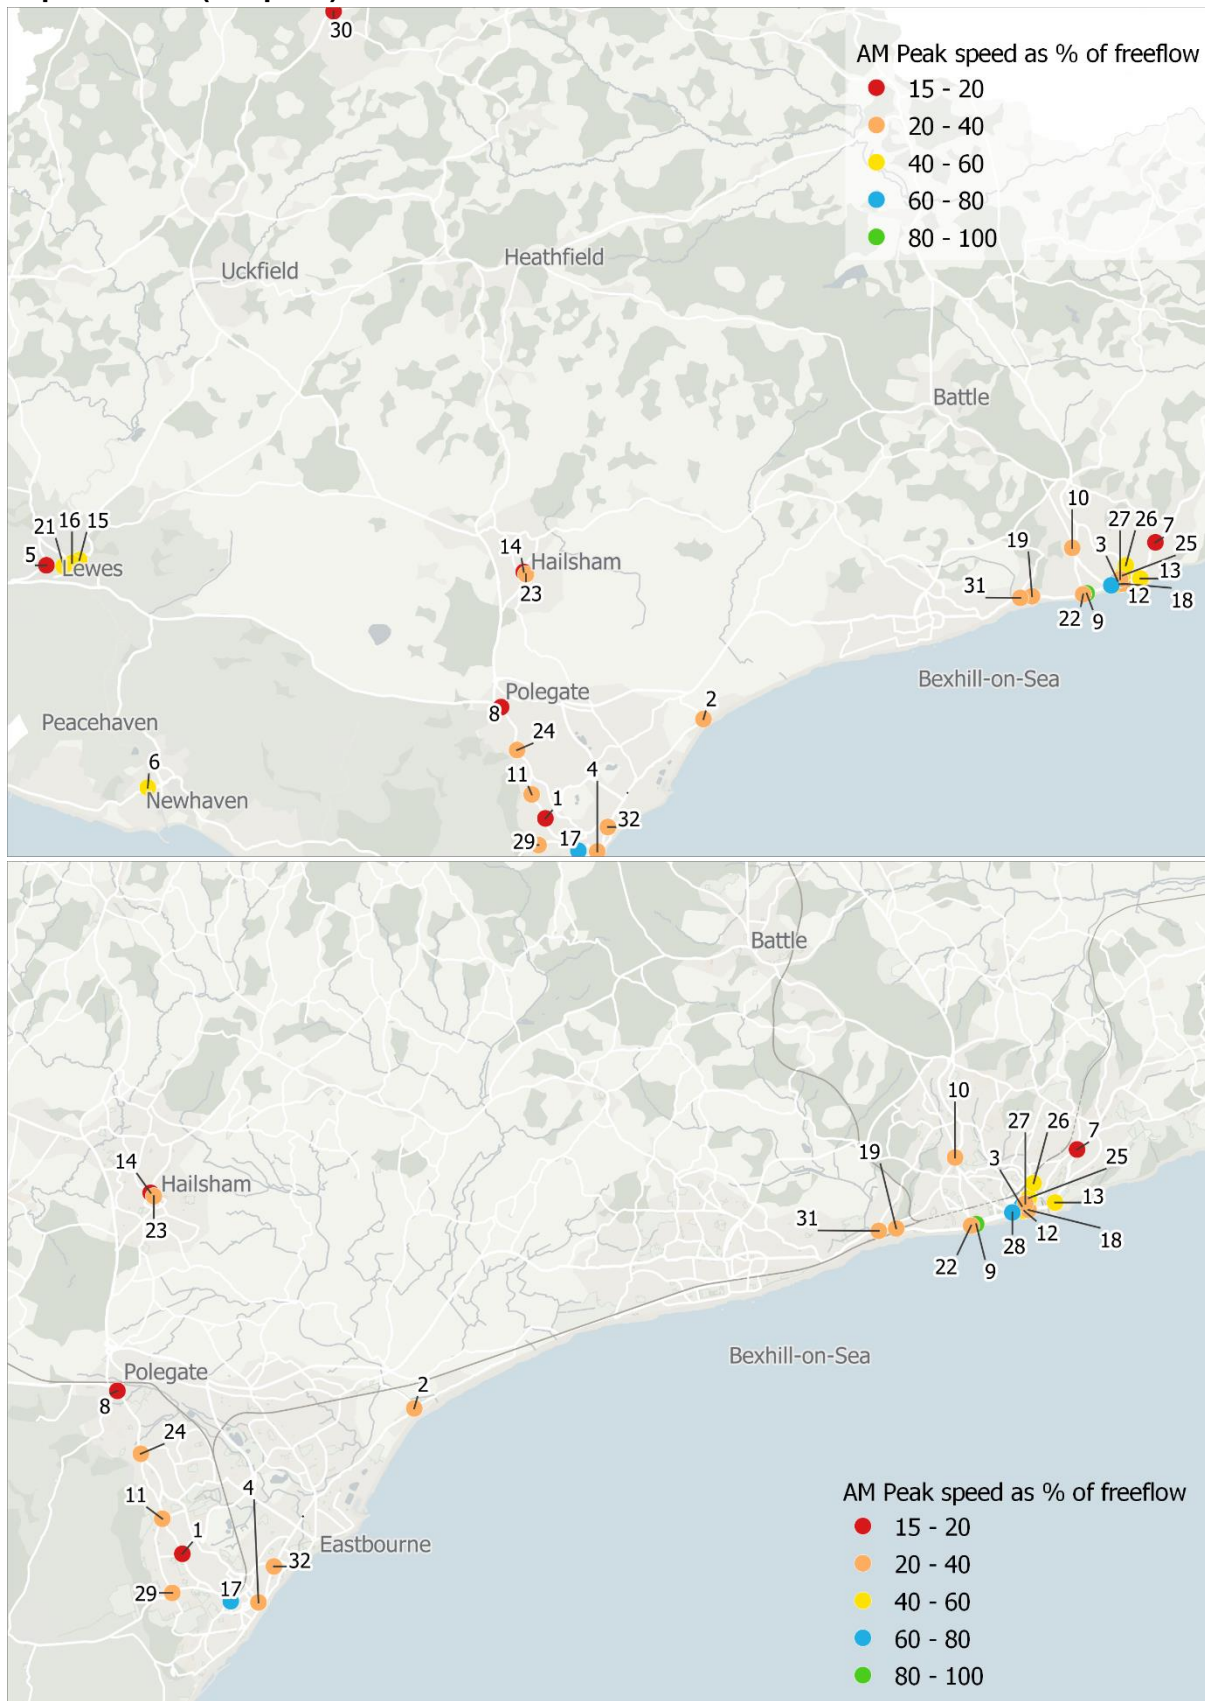 30
AM Peak speed as % of freeflow
15 - 20
20 - 40
40 - 60
60 - 80
80 - 100
Heathfield
Uckfield
Battle
10
27 26 7
21 16 15
14
19
3
25
5
Lewes
Hailsham
23
31
13
12
18
22
9
Bexhill-on-Sea
Polegate
8
2
Peacehaven
24
6
11
4
Newhaven
1
32
17
29
Battle
10
27 26
7
14
Hailsham
19
3
25
23
31
13
12
18
28
22
9
Bexhill-on-Sea
Polegate
8
2
24
4
11
AM Peak speed as % of freeflow
1
Eastbourne
15 - 20
32
20 - 40
17
29
40 - 60
60 - 80
80 - 100